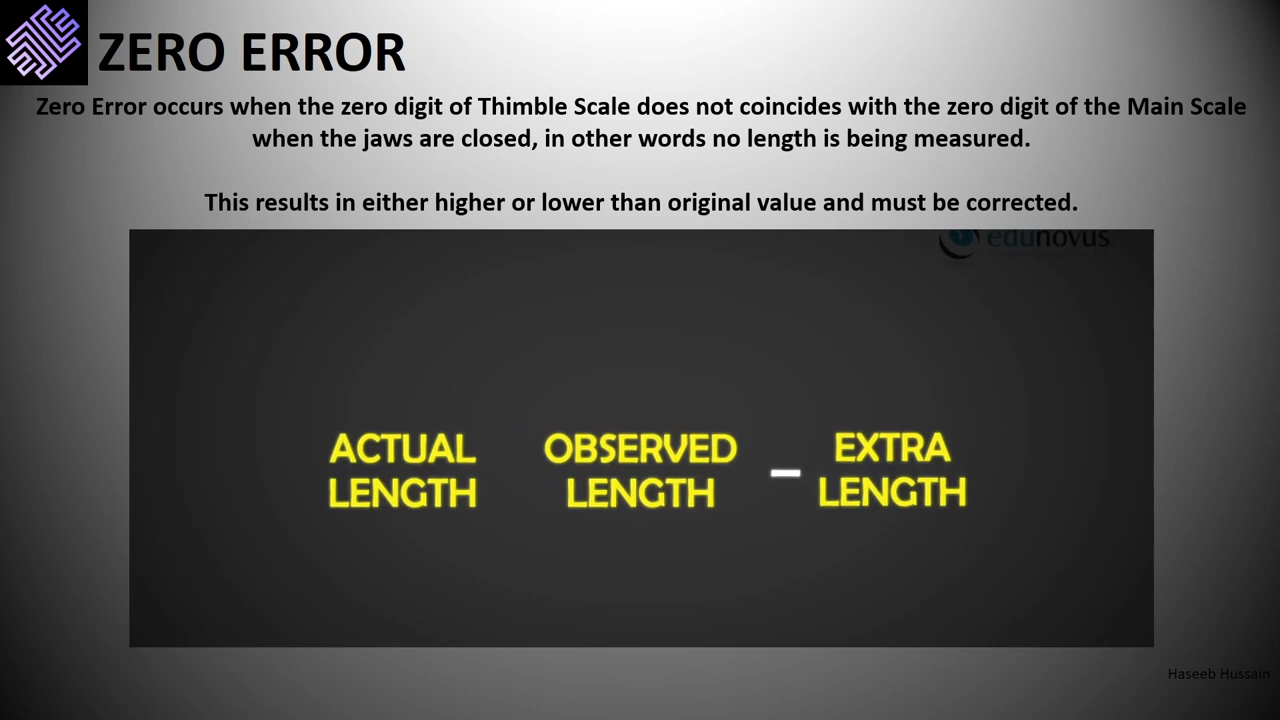 ZERO ERROR
Zero Error occurs when the zero digit of Thimble Scale does not coincides with the zero digit of the Main Scale
when the jaws are closed, in other words no length is being measured.
This results in either higher or lower than original value and must be corrected.
edunovus
ACTUAL OBSERVED – EXTRA
LENGTH LENGTH LENGTH
Haseeb Hussain